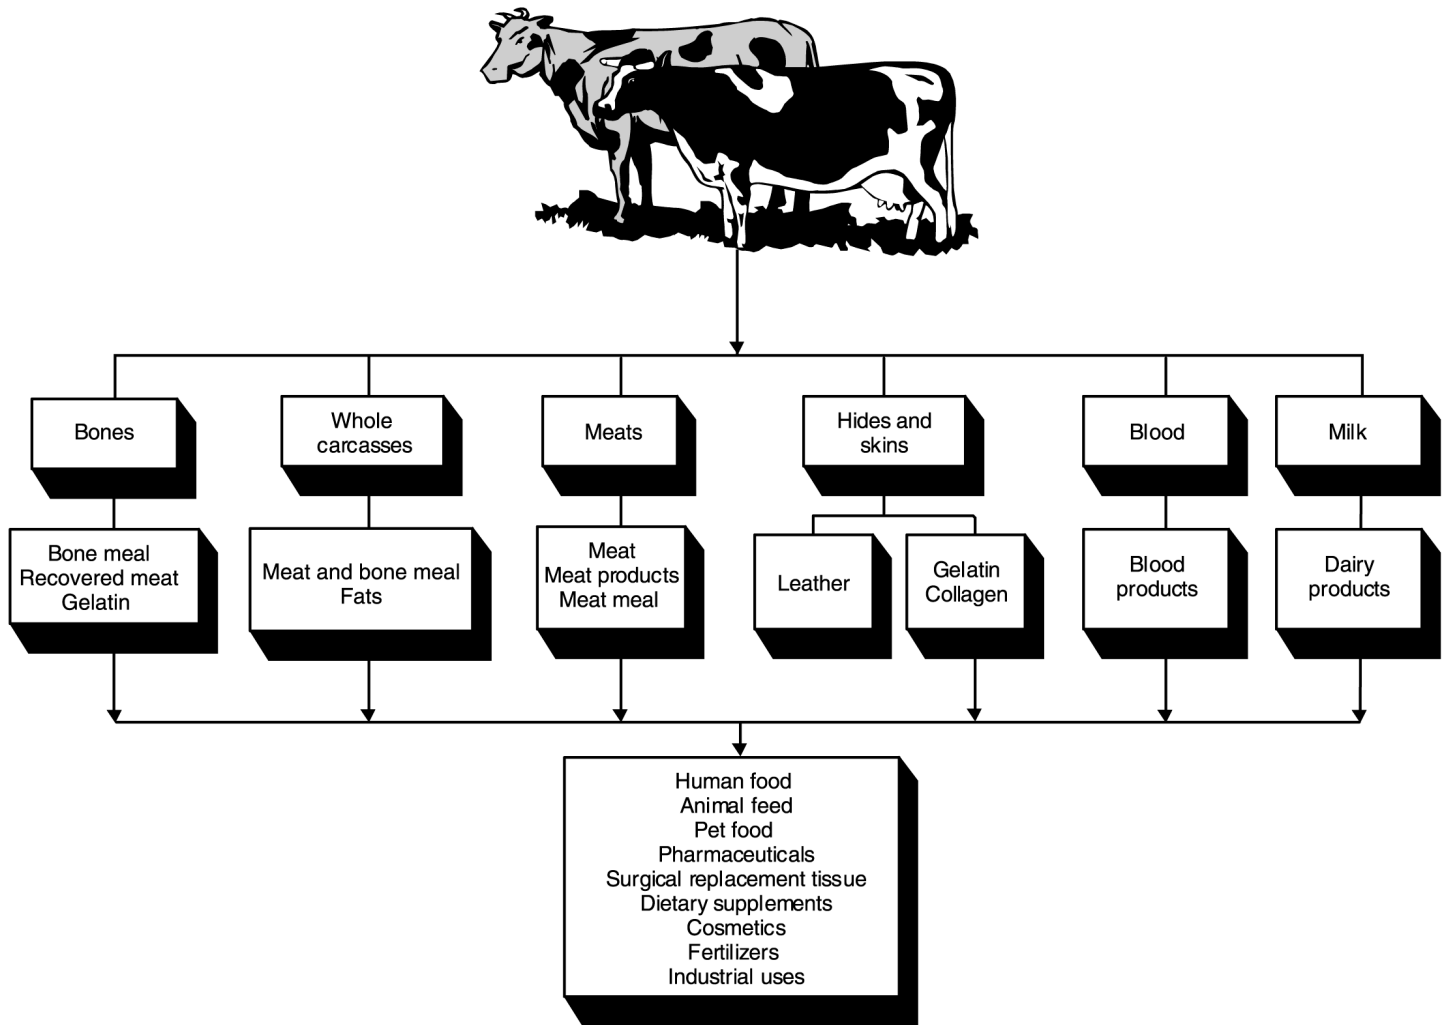 Bones
Whole
carcasses
Meats
Hides and
skins
Blood
Milk
Bone meal
Recovered meat
Gelatin
Meat and bone meal
Fats
Meat
Meat products
Meat meal
Leather
Gelatin
Collagen
Blood
products
Dairy
products
Human food
Animal feed
Pet food
Pharmaceuticals
Surgical replacement tissue
Dietary supplements
Cosmetics
Fertilizers
Industrial uses